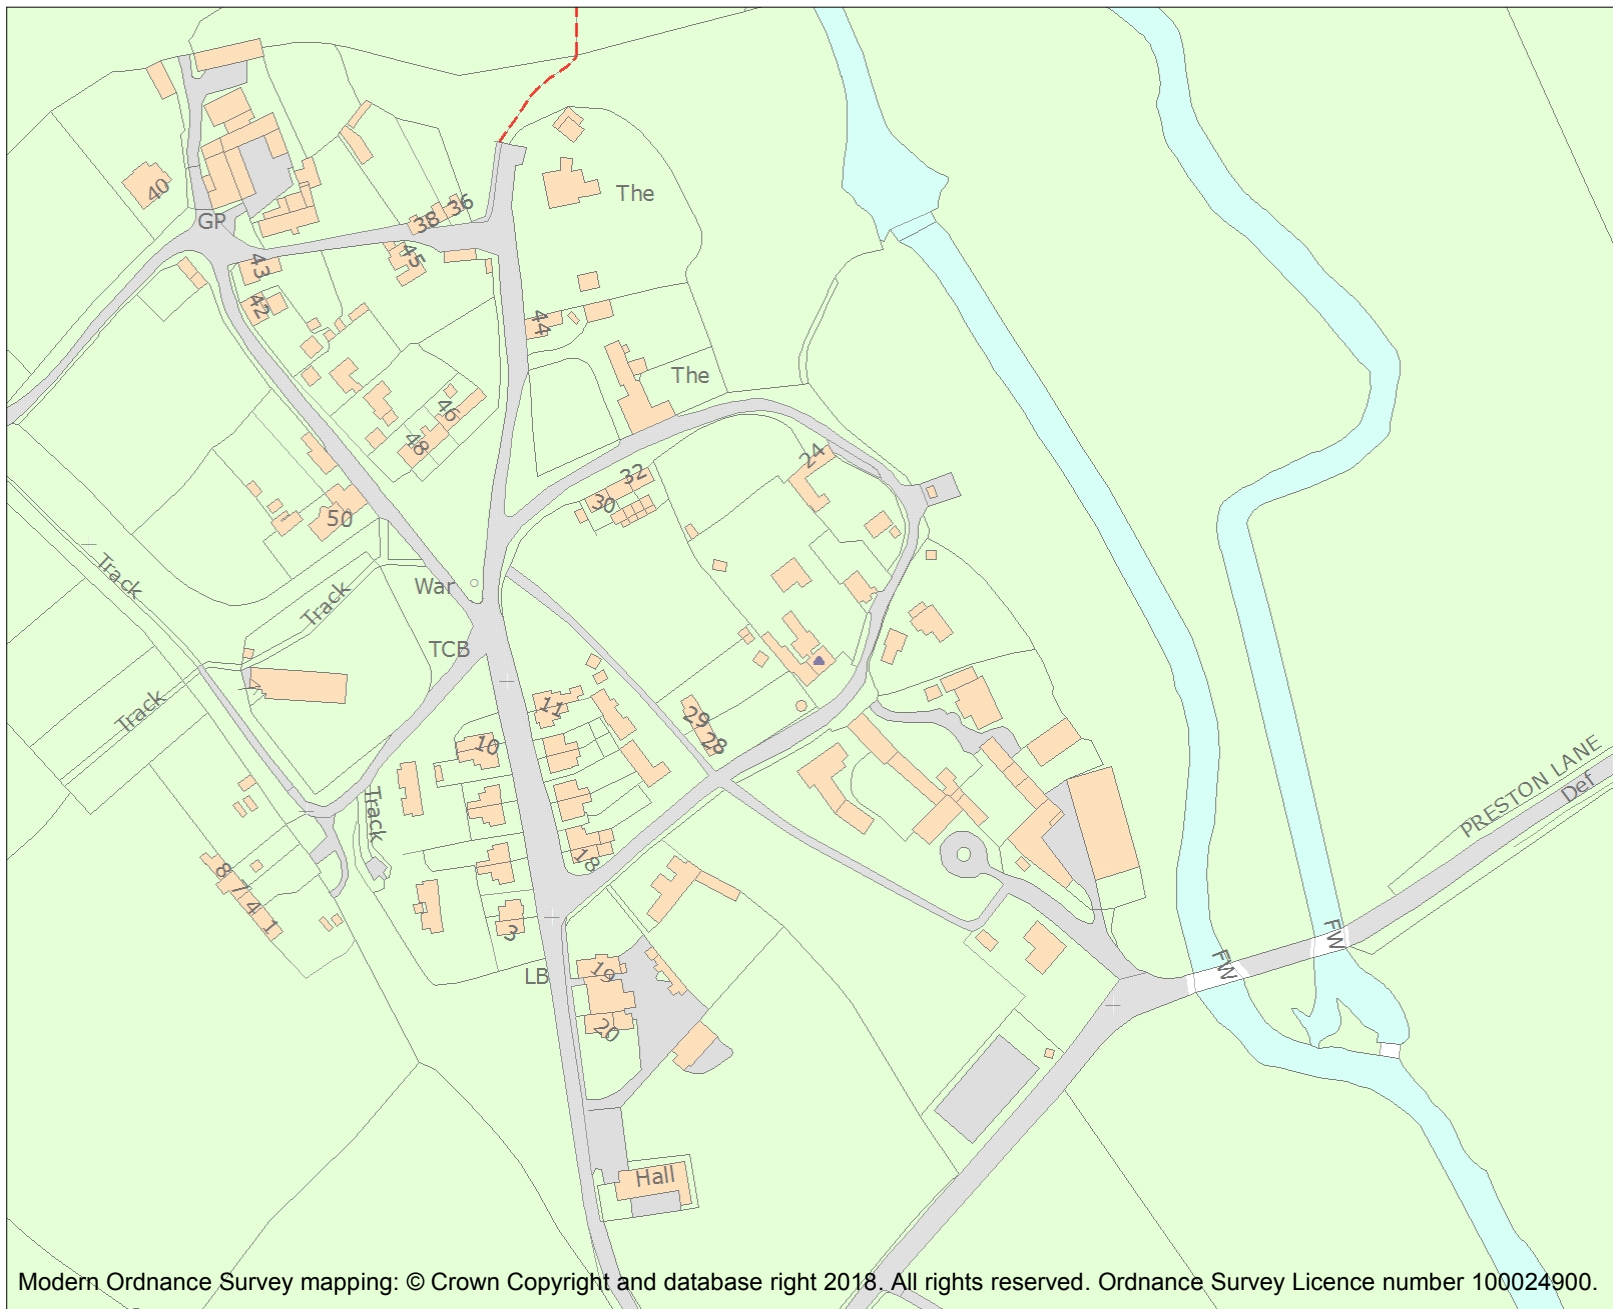 36
38
The
40
GP
45
43
42
44
The
46
48
24
32
30
50
Track
Track
War
TCB
Track
11
29
28
10
PRESTON LANE
Def
Track
18
8
7
4
1
3
FW
FW
LB
19
20
Hall
Modern Ordnance Survey mapping: © Crown Copyright and database right 2018. All rights reserved. Ordnance Survey Licence number 100024900.